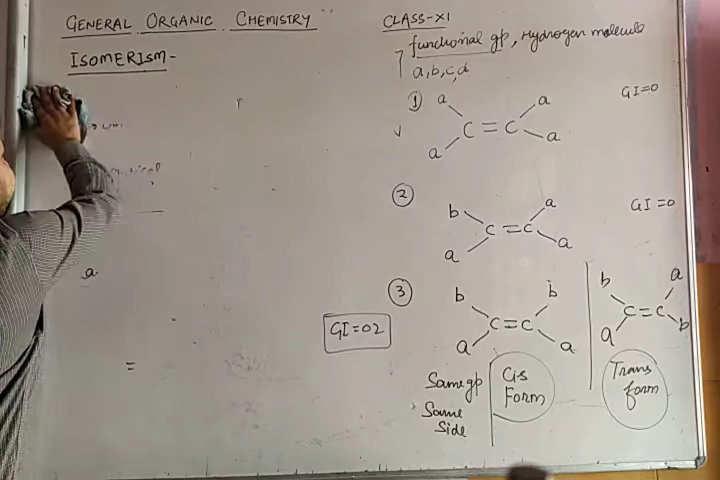 GENERAL ORGANIC CHEMISTRY
ISOMERISM-
a
=
CLASS-XI
functional gp, Hydrogen molecule
a, b, c, d
1)
a a
C = C
a a
GI=0
2
b a
C = C
a a
GI=0
3
b b
C = C
a a
GI=02
b a
C = C
a b
Same gp
Same
Side
Cis
Form
Trans
form